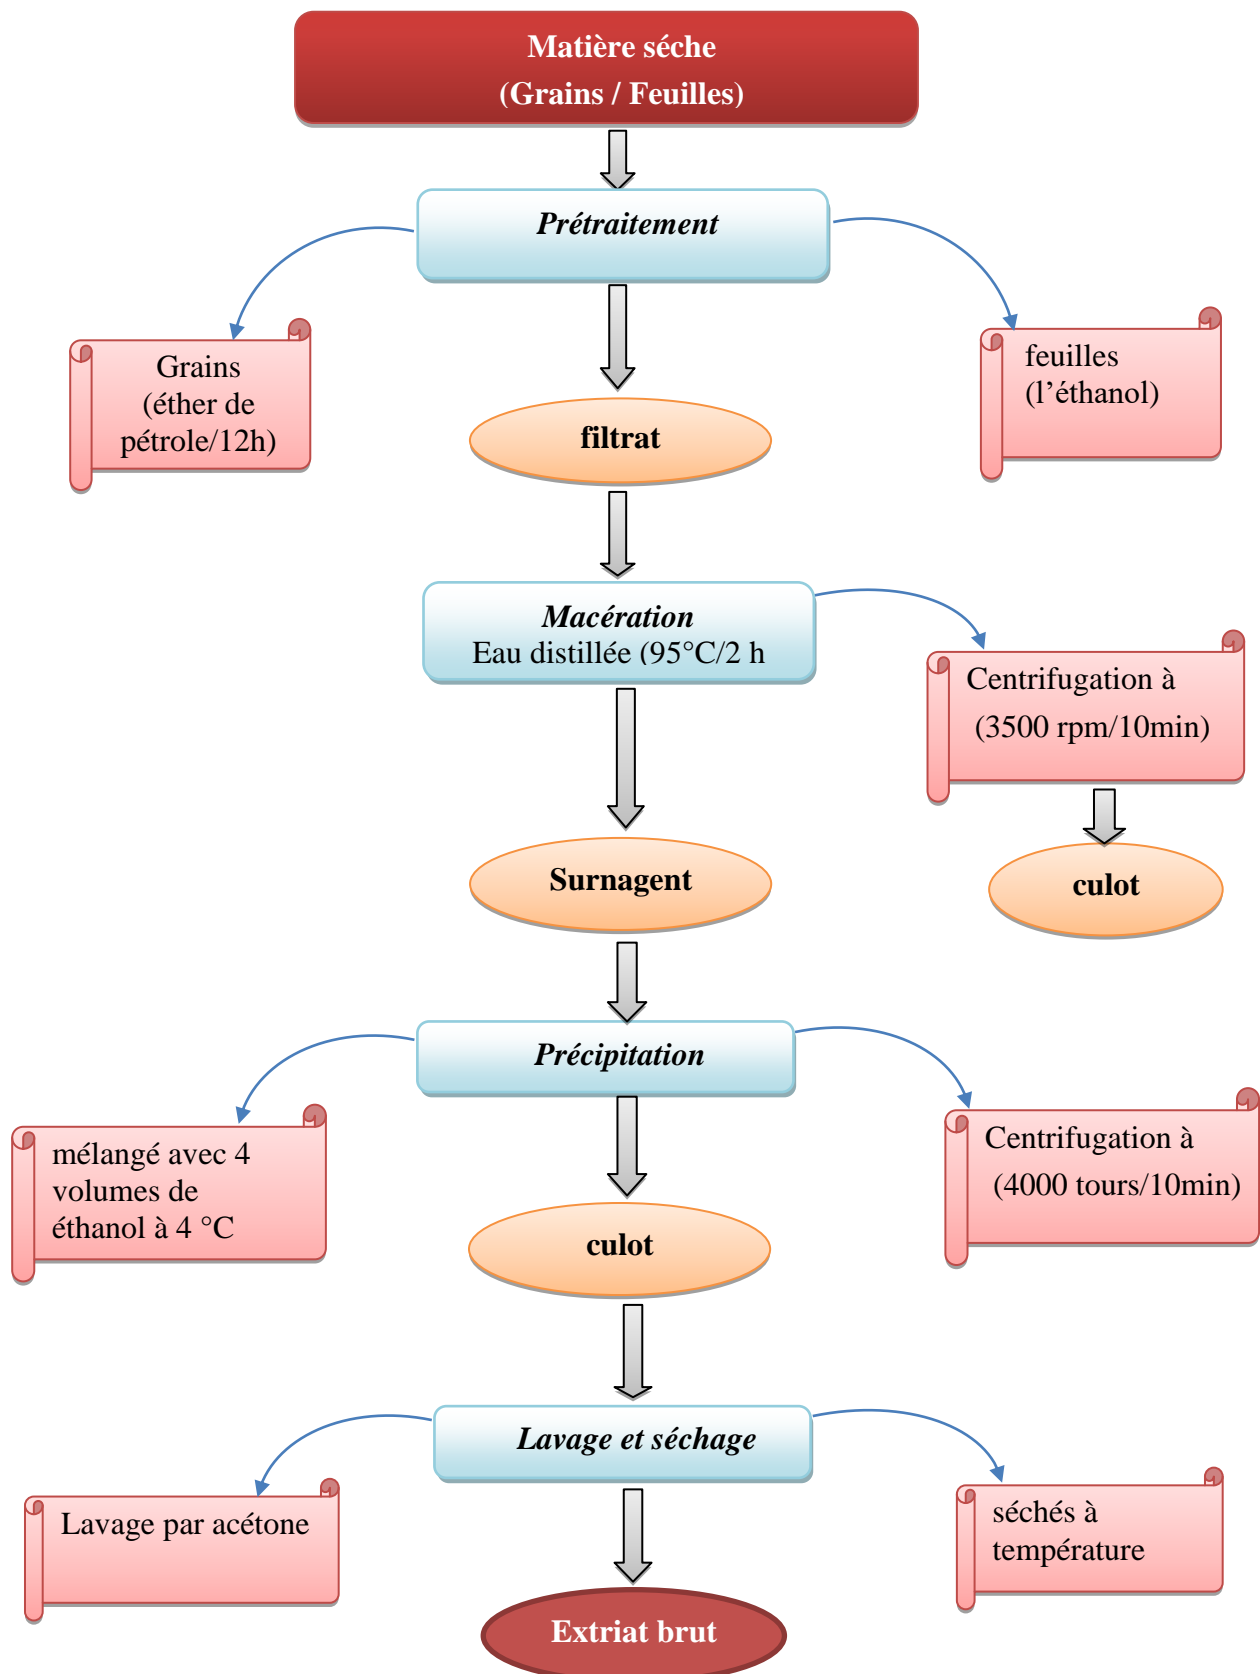 Matière séche
(Grains / Feuilles)
Prétraitement
Grains
(éther de
pétrole/12h)
feuilles
(l’éthanol)
filtrat
Macération
Eau distillée (95°C/2 h
Centrifugation à
(3500 rpm/10min)
Surnagent
culot
Précipitation
mélangé avec 4
volumes de
éthanol à 4 °C
Centrifugation à
(4000 tours/10min)
culot
Lavage et séchage
Lavage par acétone
séchés à
température
Extriat brut